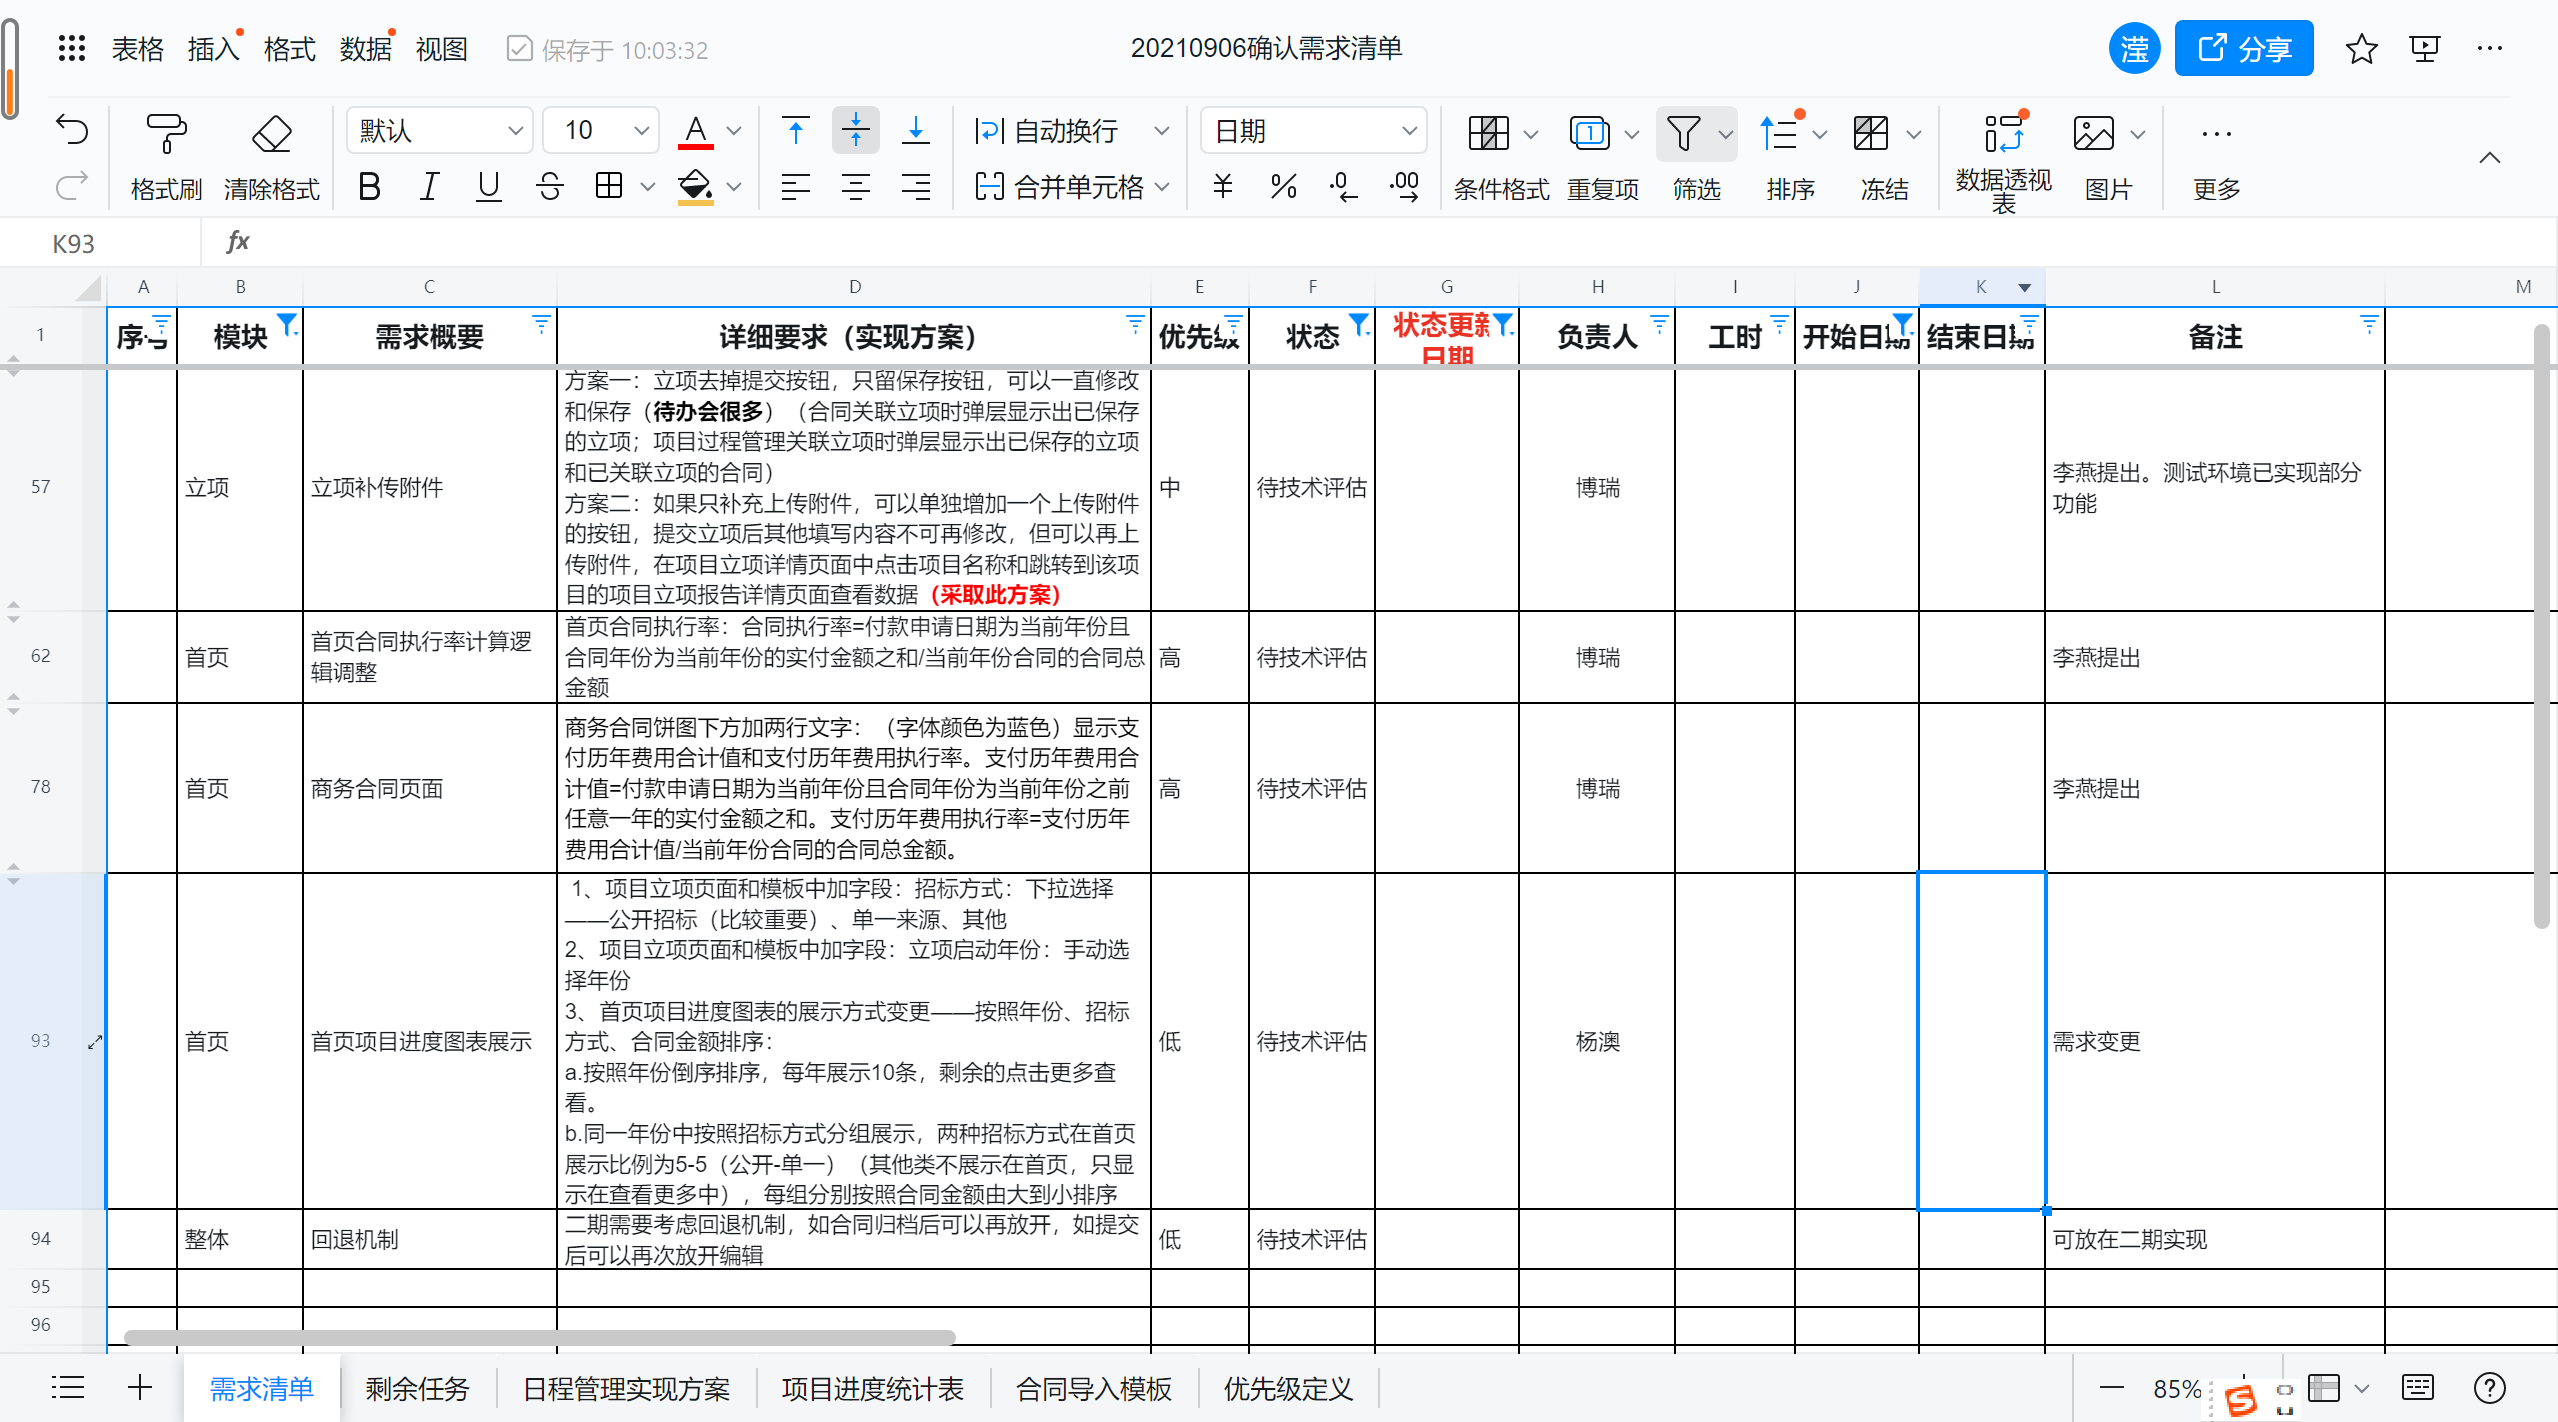 表格 插入 格式 数据 视图 保存于 10:03:32
20210906确认需求清单
滢 分享
格式刷 清除格式
默认 10 A
B I U S
自动换行
合并单元格
日期
¥ % .0 .00
条件格式 重复项 筛选 排序 冻结 数据透视表 图片 更多
K93 fx
A B C D E F G H I J K L M
1 序号 模块 需求概要 详细要求（实现方案） 优先级 状态 状态更新日期 负责人 工时 开始日期 结束日期 备注
57 立项 立项补传附件
方案一：立项去掉提交按钮，只留保存按钮，可以一直修改
和保存（待办会很多）（合同关联立项时弹层显示出已保存
的立项；项目过程管理关联立项时弹层显示出已保存的立项
和已关联立项的合同）
方案二：如果只补充上传附件，可以单独增加一个上传附件
的按钮，提交立项后其他填写内容不可再修改，但可以再上
传附件，在项目立项详情页面中点击项目名称和跳转到该项
目的项目立项报告详情页面查看数据（采取此方案）
中 待技术评估 博瑞
李燕提出。测试环境已实现部分
功能
62 首页
首页合同执行率计算逻
辑调整
首页合同执行率：合同执行率=付款申请日期为当前年份且
合同年份为当前年份的实付金额之和/当前年份合同的合同总
金额
高 待技术评估 博瑞 李燕提出
78 首页 商务合同页面
商务合同饼图下方加两行文字：（字体颜色为蓝色）显示支
付历年费用合计值和支付历年费用执行率。支付历年费用合
计值=付款申请日期为当前年份且合同年份为当前年份之前
任意一年的实付金额之和。支付历年费用执行率=支付历年
费用合计值/当前年份合同的合同总金额。
高 待技术评估 博瑞 李燕提出
93 首页 首页项目进度图表展示
1、项目立项页面和模板中加字段：招标方式：下拉选择
——公开招标（比较重要）、单一来源、其他
2、项目立项页面和模板中加字段：立项启动年份：手动选
择年份
3、首页项目进度图表的展示方式变更——按照年份、招标
方式、合同金额排序：
a.按照年份倒序排序，每年展示10条，剩余的点击更多查
看。
b.同一年份中按照招标方式分组展示，两种招标方式在首页
展示比例为5-5（公开-单一）（其他类不展示在首页，只显
示在查看更多中），每组分别按照合同金额由大到小排序
低 待技术评估 杨澳 需求变更
94 整体 回退机制
二期需要考虑回退机制，如合同归档后可以再放开，如提交
后可以再次放开编辑
低 待技术评估 可放在二期实现
95
96
需求清单 剩余任务 日程管理实现方案 项目进度统计表 合同导入模板 优先级定义
85%